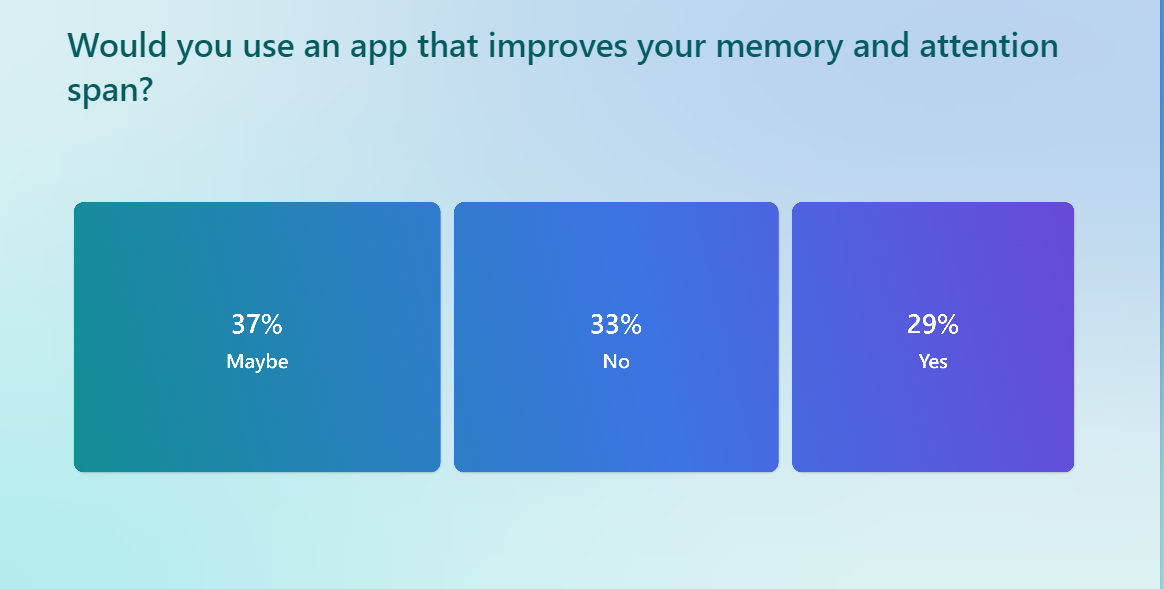 Would you use an app that improves your memory and attention
span?
37%
Maybe
33%
No
29%
Yes